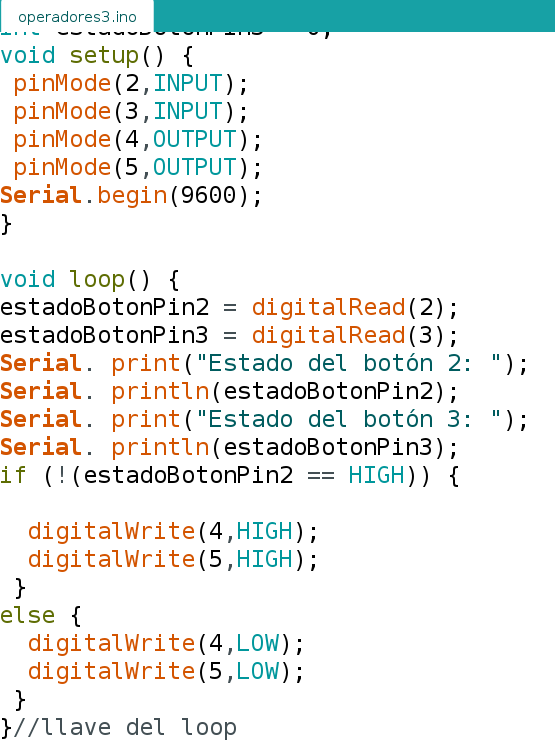 operadores3.ino
int estadoBotonPin3 = 0;
void setup() {
pinMode(2,INPUT);
pinMode(3,INPUT);
pinMode(4,OUTPUT);
pinMode(5,OUTPUT);
Serial.begin(9600);
}
void loop() {
estadoBotonPin2 = digitalRead(2);
estadoBotonPin3 = digitalRead(3);
Serial. print("Estado del botón 2: ");
Serial. println(estadoBotonPin2);
Serial. print("Estado del botón 3: ");
Serial. println(estadoBotonPin3);
if (!(estadoBotonPin2 == HIGH)) {
digitalWrite(4,HIGH);
digitalWrite(5,HIGH);
}
else {
digitalWrite(4,LOW);
digitalWrite(5,LOW);
}
}//llave del loop